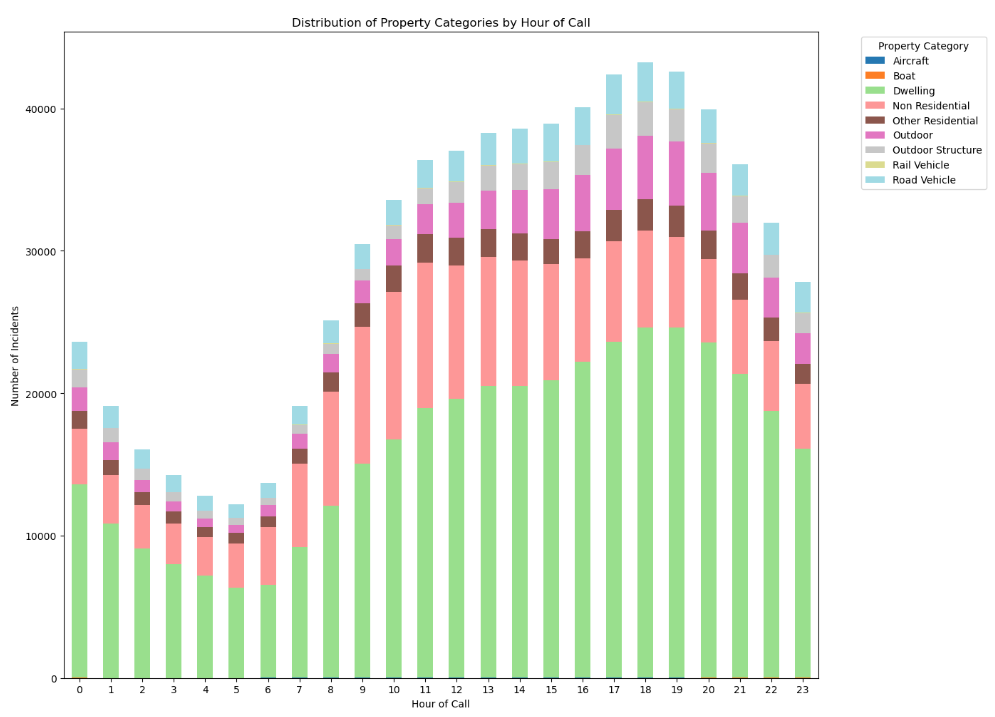 Distribution of Property Categories by Hour of Call
Property Category
Aircraft
Boat
Dwelling
Non Residential
Other Residential
Outdoor
Outdoor Structure
Rail Vehicle
Road Vehicle
Number of Incidents
40000
30000
20000
10000
0
0 1 2 3 4 5 6 7 8 9 10 11 12 13 14 15 16 17 18 19 20 21 22 23
Hour of Call